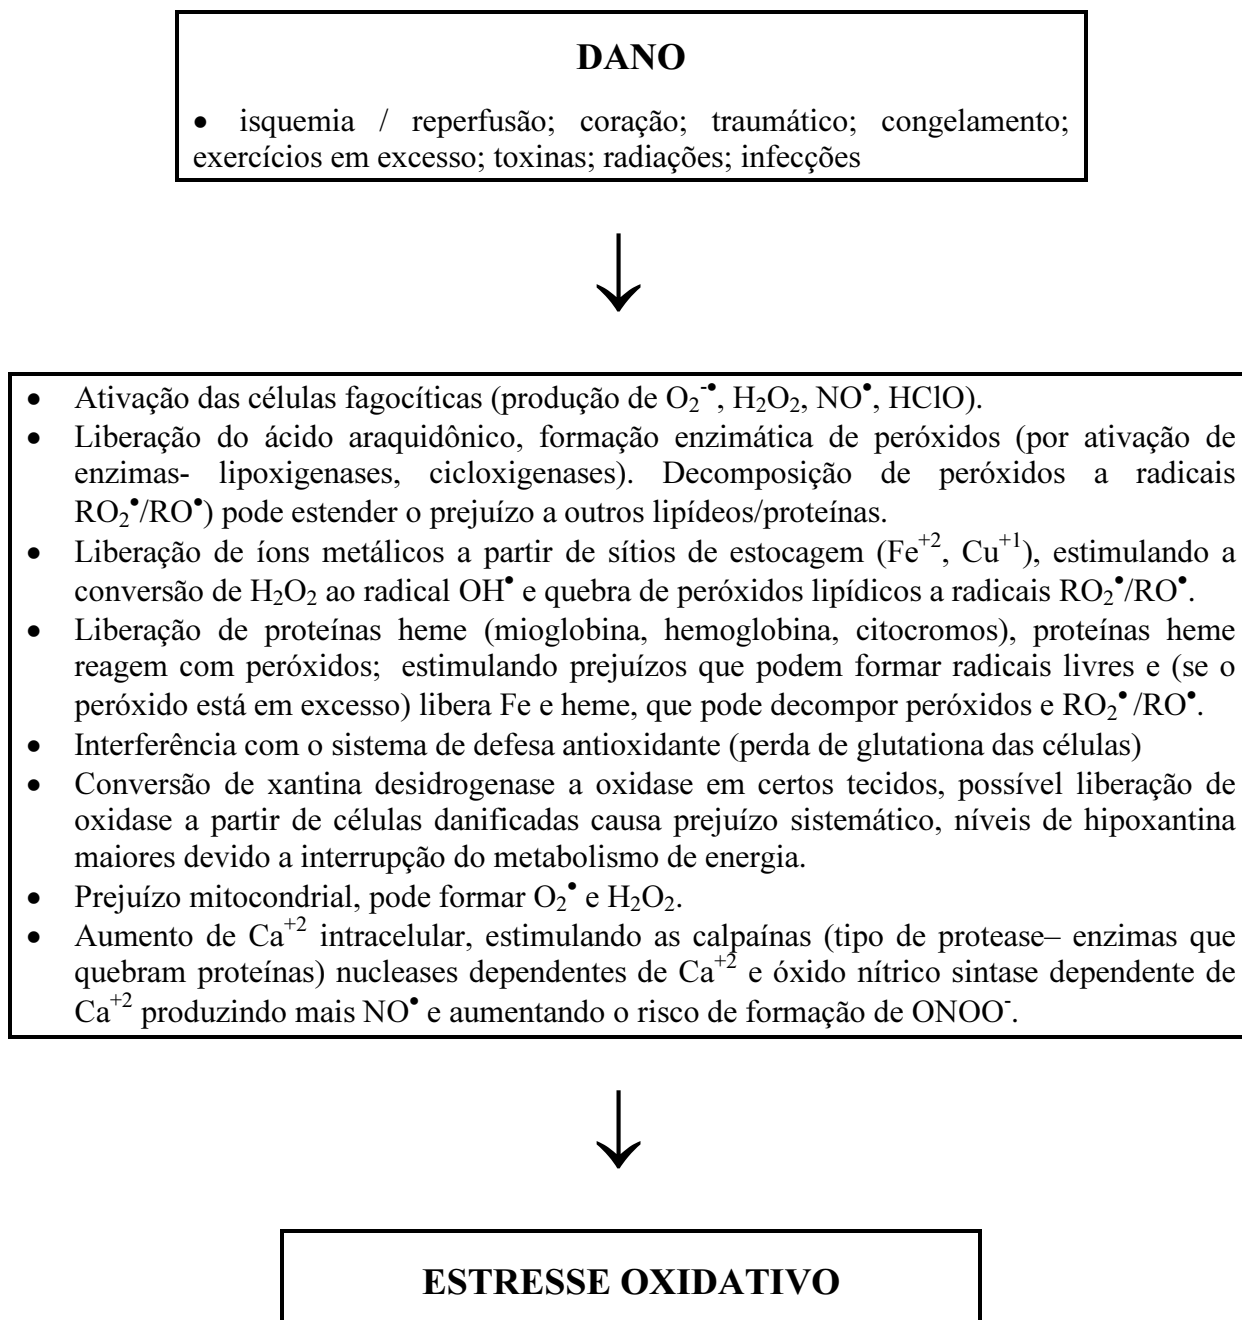 DANO
• isquemia / reperfusão; coração; traumático; congelamento;
exercícios em excesso; toxinas; radiações; infecções
↓
• Ativação das células fagocíticas (produção de O₂⁻•, H₂O₂, NO•, HClO).
• Liberação do ácido araquidônico, formação enzimática de peróxidos (por ativação de
enzimas- lipoxigenases, cicloxigenases). Decomposição de peróxidos a radicais
RO₂•/RO•) pode estender o prejuízo a outros lipídeos/proteínas.
• Liberação de íons metálicos a partir de sítios de estocagem (Fe⁺², Cu⁺¹), estimulando a
conversão de H₂O₂ ao radical OH• e quebra de peróxidos lipídicos a radicais RO₂•/RO•.
• Liberação de proteínas heme (mioglobina, hemoglobina, citocromos), proteínas heme
reagem com peróxidos; estimulando prejuízos que podem formar radicais livres e (se o
peróxido está em excesso) libera Fe e heme, que pode decompor peróxidos e RO₂• /RO•.
• Interferência com o sistema de defesa antioxidante (perda de glutationa das células)
• Conversão de xantina desidrogenase a oxidase em certos tecidos, possível liberação de
oxidase a partir de células danificadas causa prejuízo sistemático, níveis de hipoxantina
maiores devido a interrupção do metabolismo de energia.
• Prejuízo mitocondrial, pode formar O₂• e H₂O₂.
• Aumento de Ca⁺² intracelular, estimulando as calpaínas (tipo de protease– enzimas que
quebram proteínas) nucleases dependentes de Ca⁺² e óxido nítrico sintase dependente de
Ca⁺² produzindo mais NO• e aumentando o risco de formação de ONOO⁻.
↓
ESTRESSE OXIDATIVO